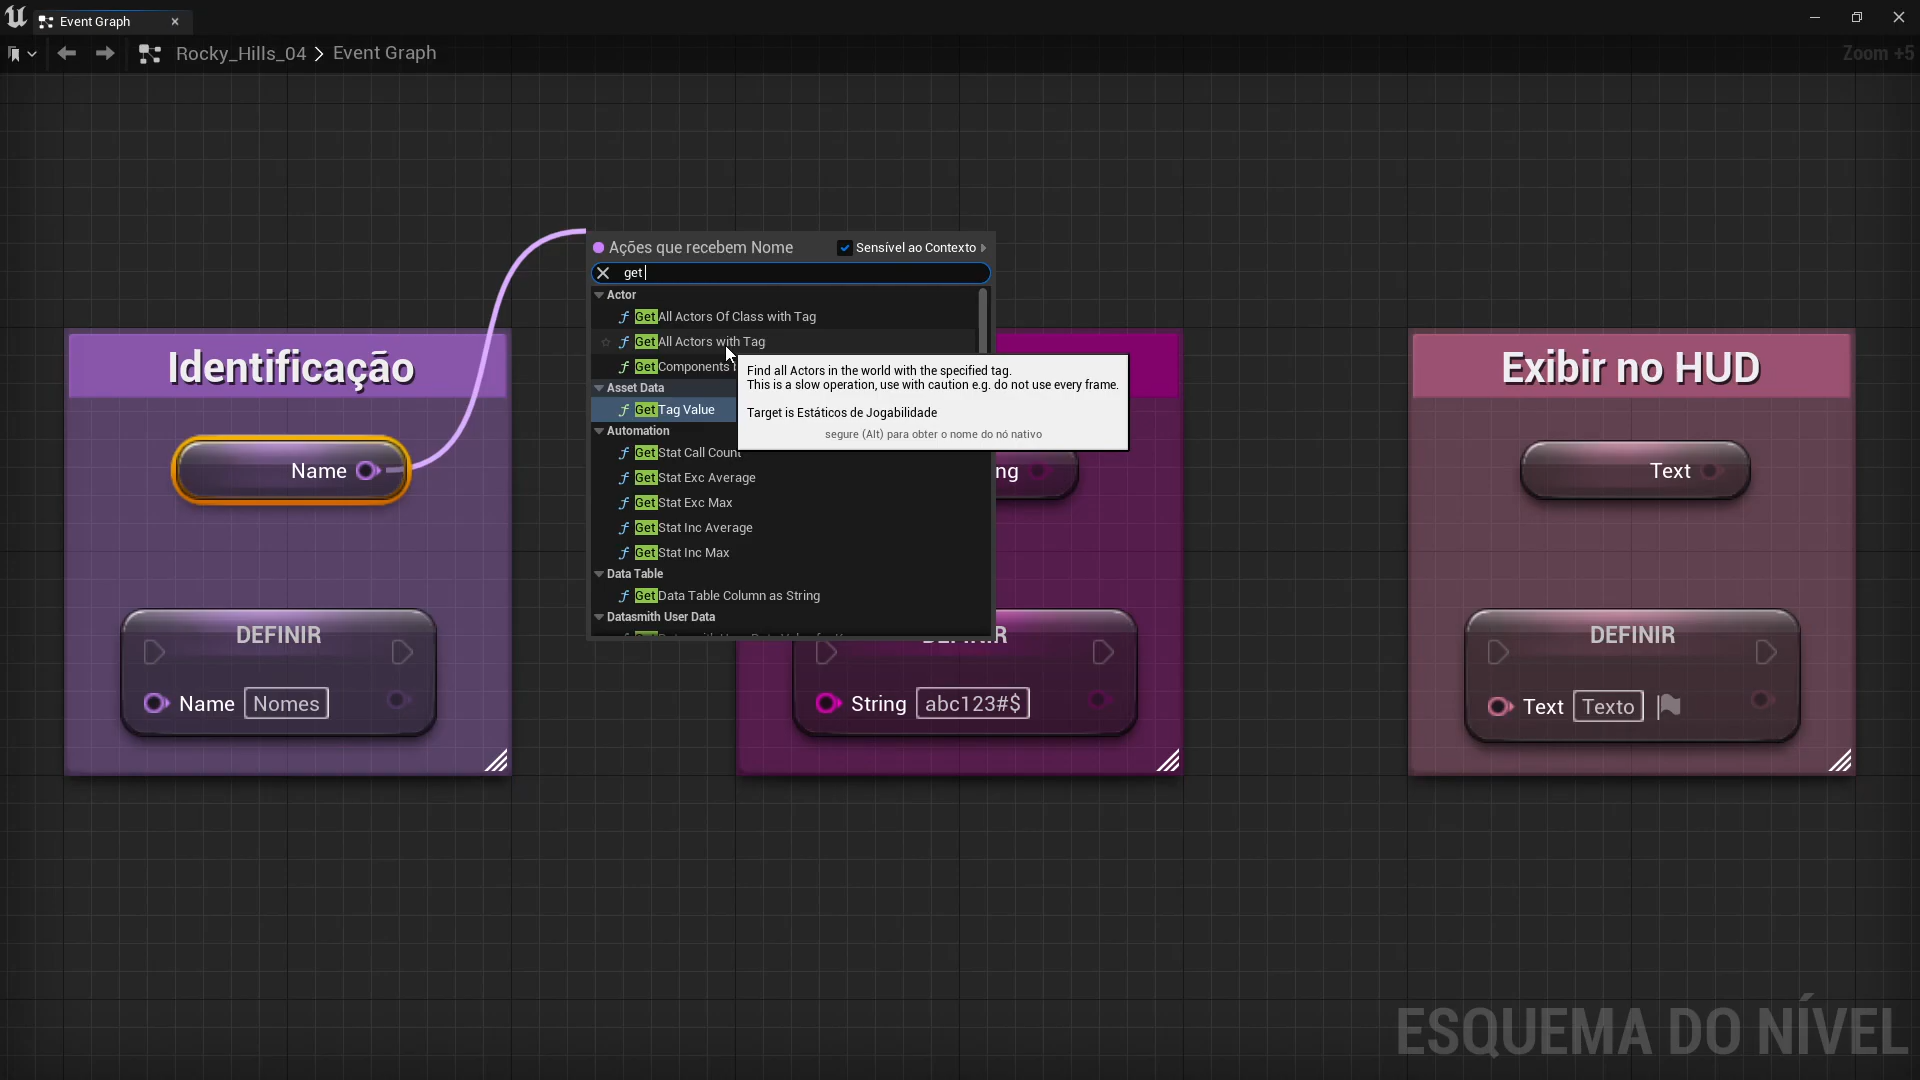 Event Graph
Rocky_Hills_04 > Event Graph
Zoom +5
Ações que recebem Nome
Sensível ao Contexto
get
Actor
Get All Actors Of Class with Tag
Get All Actors with Tag
Get Components
Asset Data
Get Tag Value
Automation
Get Stat Call Count
Get Stat Exc Average
Get Stat Exc Max
Get Stat Inc Average
Get Stat Inc Max
Data Table
Get Data Table Column as String
Datasmith User Data
Find all Actors in the world with the specified tag.
This is a slow operation, use with caution e.g. do not use every frame.
Target is Estáticos de Jogabilidade
segure (Alt) para obter o nome do nó nativo
Identificação
Name
DEFINIR
Name Nomes
ng
DEFINIR
String abc123#$
Exibir no HUD
Text
DEFINIR
Text Texto
ESQUEMA DO NÍVEL